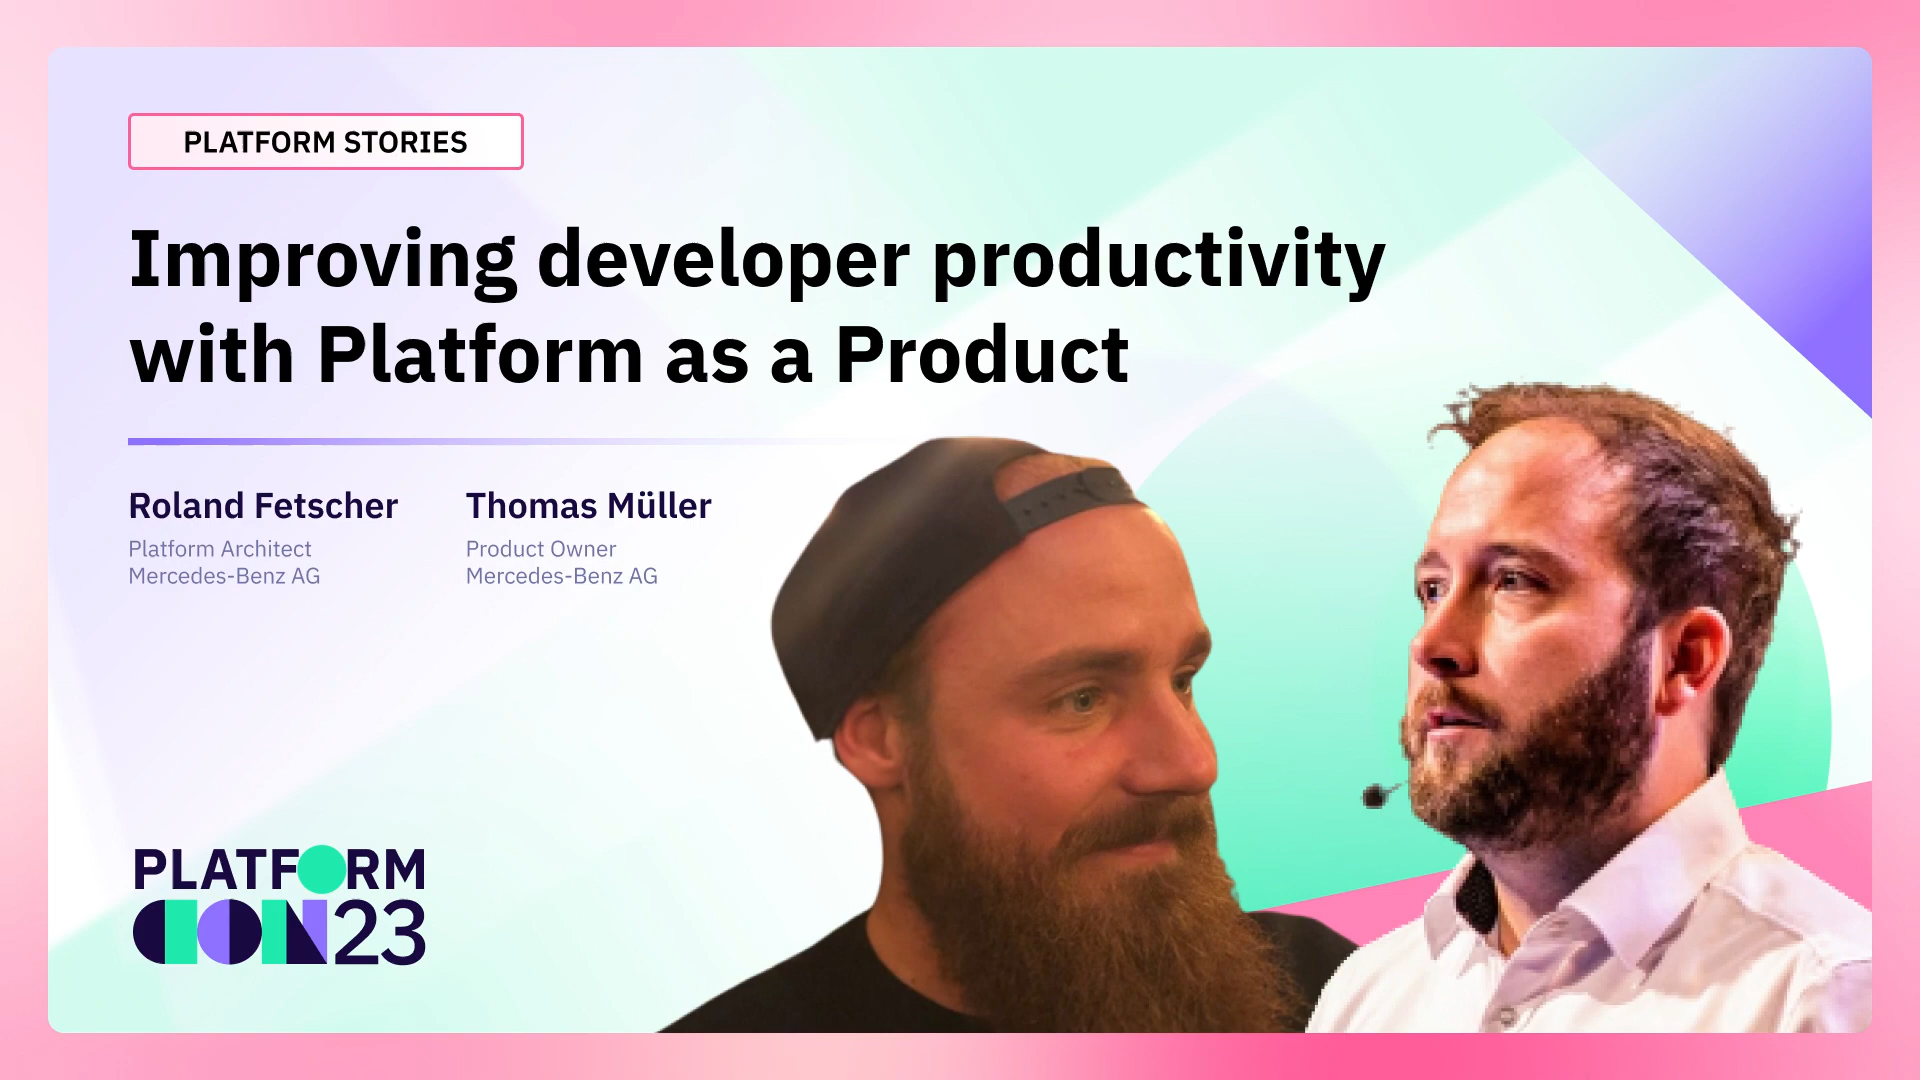 PLATFORM STORIES
Improving developer productivity
with Platform as a Product
Roland Fetscher
Platform Architect
Mercedes-Benz AG
Thomas Müller
Product Owner
Mercedes-Benz AG
PLATFORM
CON23